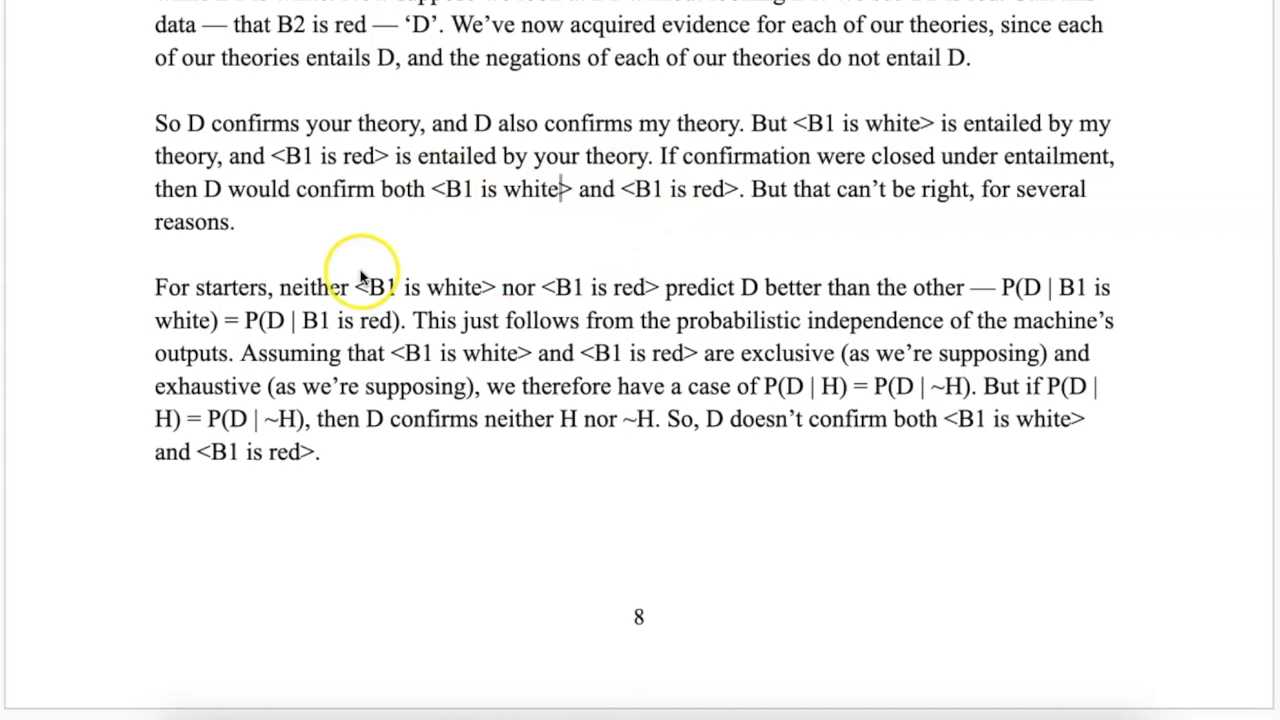 data — that B2 is red — ‘D’. We’ve now acquired evidence for each of our theories, since each
of our theories entails D, and the negations of each of our theories do not entail D.
So D confirms your theory, and D also confirms my theory. But <B1 is white> is entailed by my
theory, and <B1 is red> is entailed by your theory. If confirmation were closed under entailment,
then D would confirm both <B1 is white> and <B1 is red>. But that can’t be right, for several
reasons.
For starters, neither <B1 is white> nor <B1 is red> predict D better than the other — P(D | B1 is
white) = P(D | B1 is red). This just follows from the probabilistic independence of the machine’s
outputs. Assuming that <B1 is white> and <B1 is red> are exclusive (as we’re supposing) and
exhaustive (as we’re supposing), we therefore have a case of P(D | H) = P(D | ~H). But if P(D |
H) = P(D | ~H), then D confirms neither H nor ~H. So, D doesn’t confirm both <B1 is white>
and <B1 is red>.
8